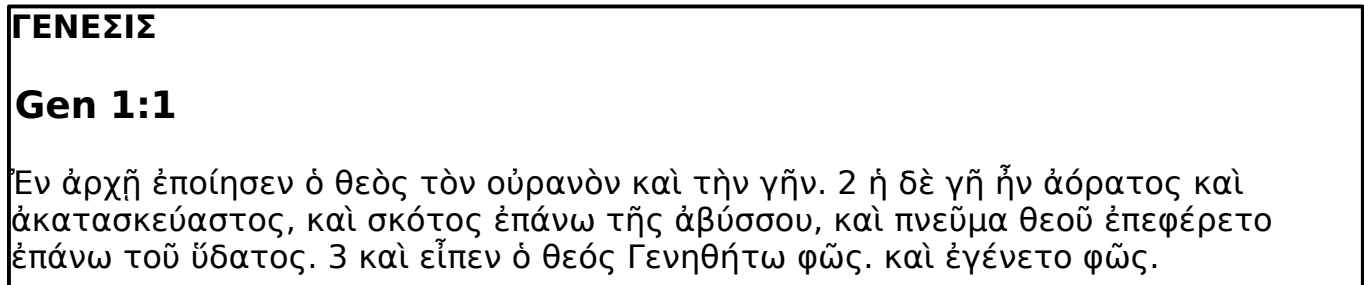 ΓΕΝΕΣΙΣ
Gen 1:1
Ἐν ἀρχῇ ἐποίησεν ὁ θεὸς τὸν οὐρανὸν καὶ τὴν γῆν. 2 ἡ δὲ γῆ ἦν ἀόρατος καὶ
ἀκατασκεύαστος, καὶ σκότος ἐπάνω τῆς ἀβύσσου, καὶ πνεῦμα θεοῦ ἐπεφέρετο
ἐπάνω τοῦ ὕδατος. 3 καὶ εἶπεν ὁ θεός Γενηθήτω φῶς. καὶ ἐγένετο φῶς.